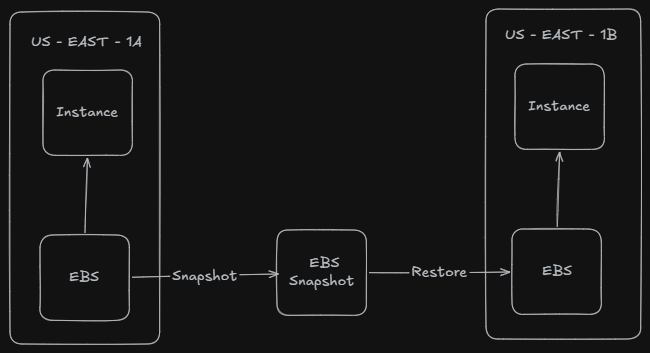 US - EAST - 1A
Instance
EBS
Snapshot
EBS
Snapshot
Restore
US - EAST - 1B
Instance
EBS